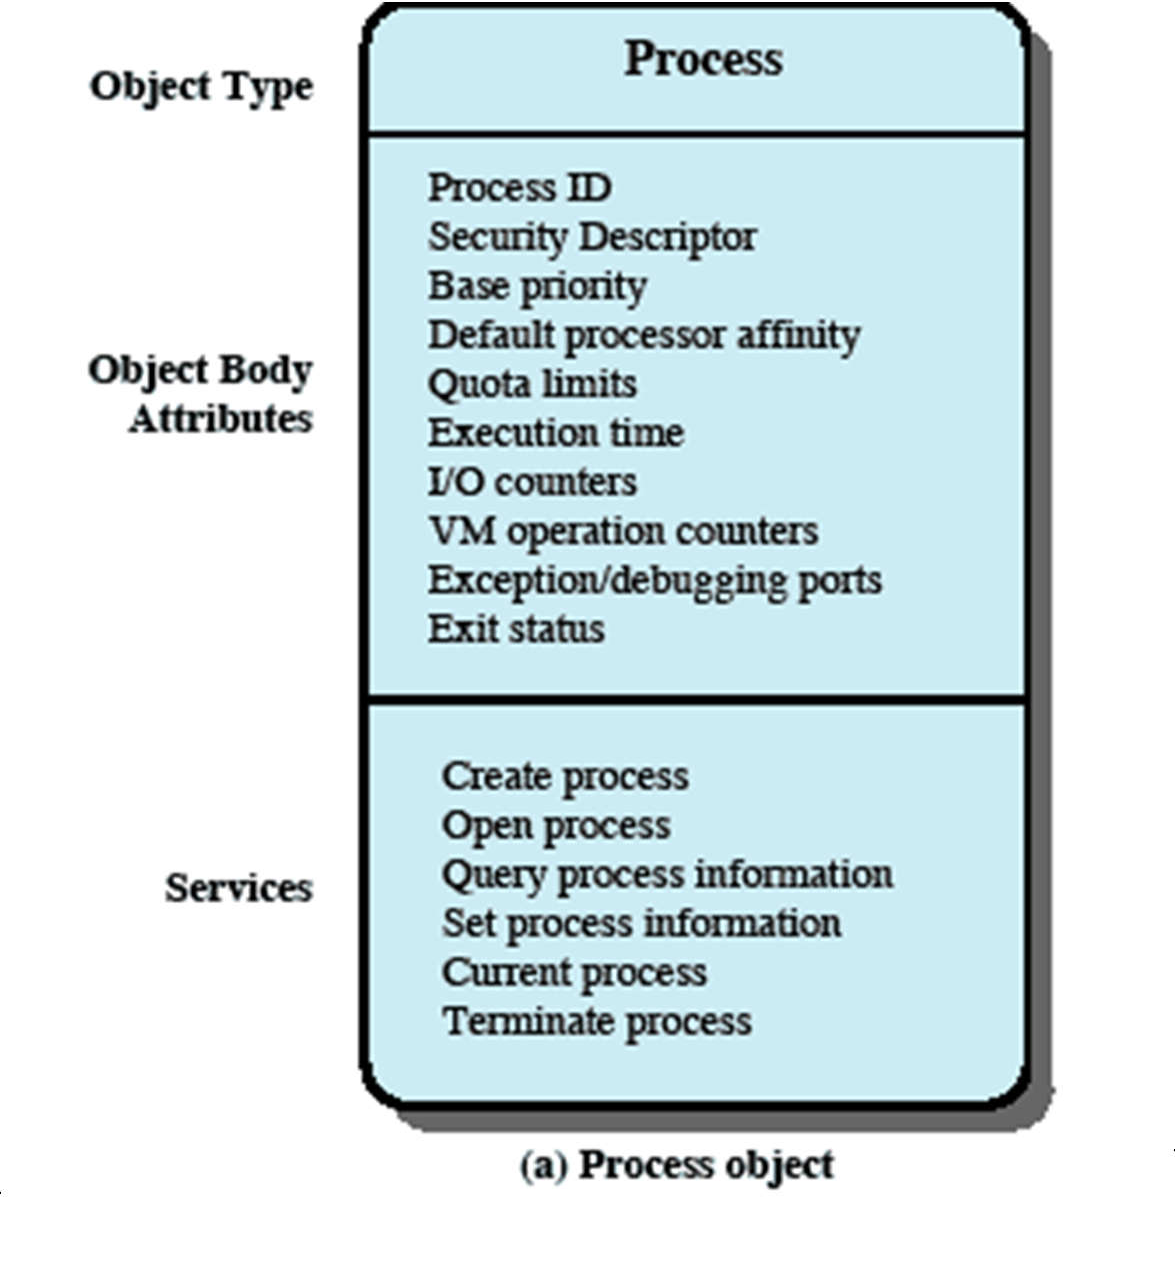 Object Type
Process
Object Body
Attributes
Process ID
Security Descriptor
Base priority
Default processor affinity
Quota limits
Execution time
I/O counters
VM operation counters
Exception/debugging ports
Exit status
Services
Create process
Open process
Query process information
Set process information
Current process
Terminate process
(a) Process object